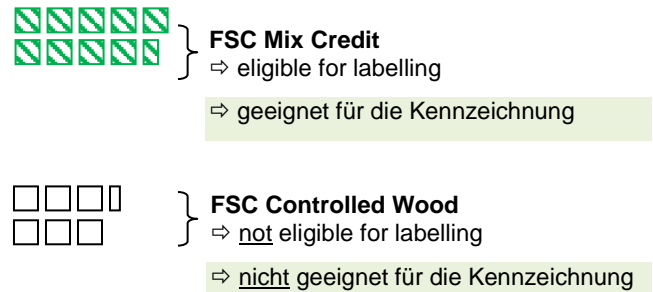 FSC Mix Credit
⇨ eligible for labelling
⇨ geeignet für die Kennzeichnung
FSC Controlled Wood
⇨ not eligible for labelling
⇨ nicht geeignet für die Kennzeichnung